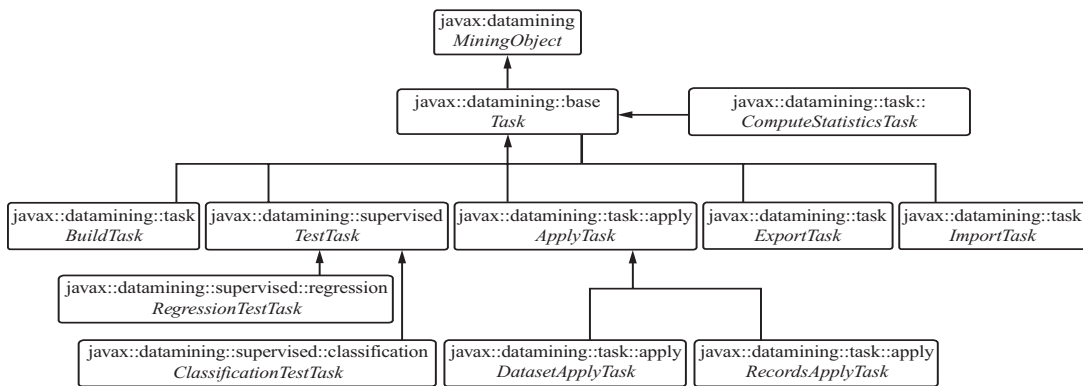 javax:datamining
MiningObject
javax::datamining::base
Task
javax::datamining::task::
ComputeStatisticsTask
javax::datamining::task
BuildTask
javax::datamining::supervised
TestTask
javax::datamining::task::apply
ApplyTask
javax::datamining::task
ExportTask
javax::datamining::task
ImportTask
javax::datamining::supervised::regression
RegressionTestTask
javax::datamining::supervised::classification
ClassificationTestTask
javax::datamining::task::apply
DatasetApplyTask
javax::datamining::task::apply
RecordsApplyTask